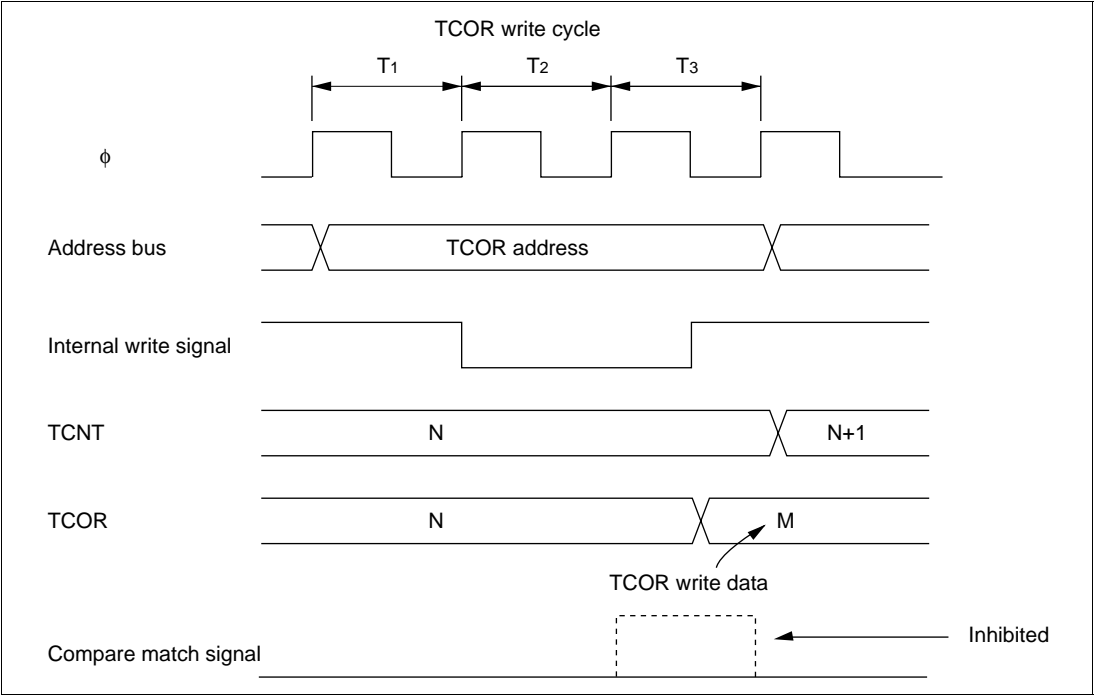 TCOR write cycle
T1 T2 T3
ϕ
Address bus TCOR address
Internal write signal
TCNT N N+1
TCOR N M
TCOR write data
Inhibited
Compare match signal